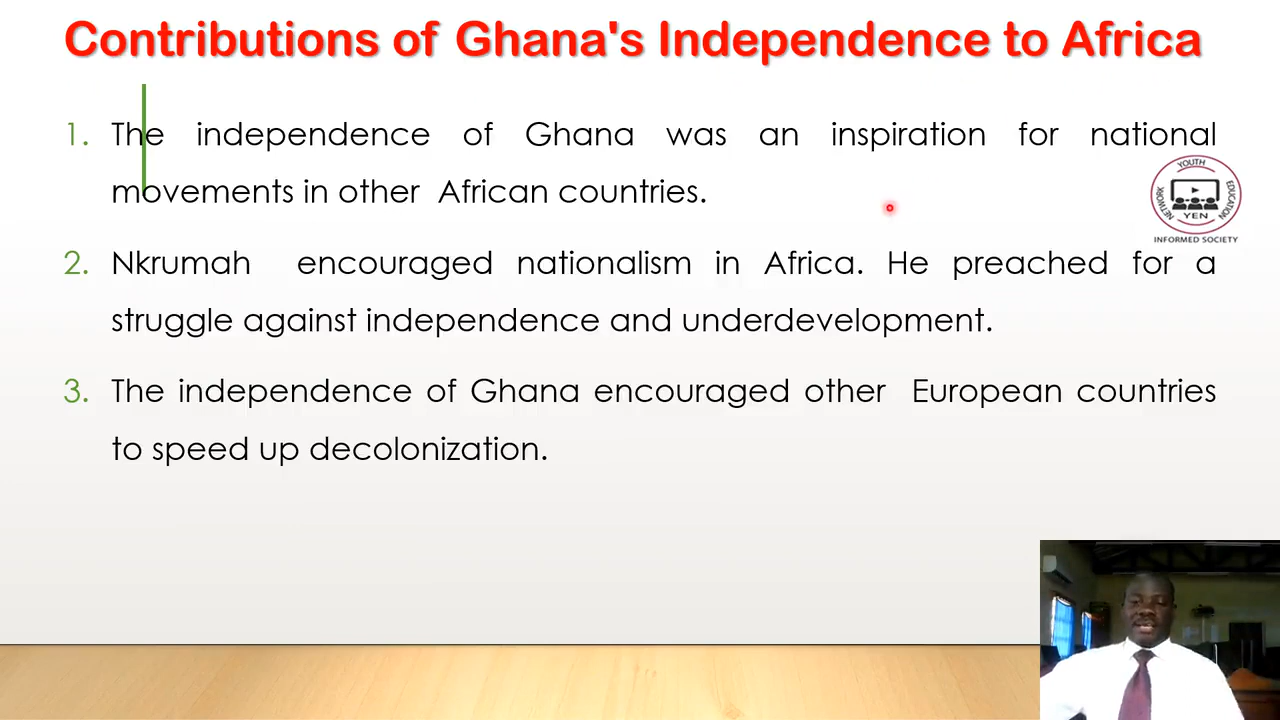 Contributions of Ghana's Independence to Africa
1. The independence of Ghana was an inspiration for national
movements in other African countries.
YOUTH
EDUCATION
NETWORK
YEN
INFORMED SOCIETY
2. Nkrumah encouraged nationalism in Africa. He preached for a
struggle against independence and underdevelopment.
3. The independence of Ghana encouraged other European countries
to speed up decolonization.